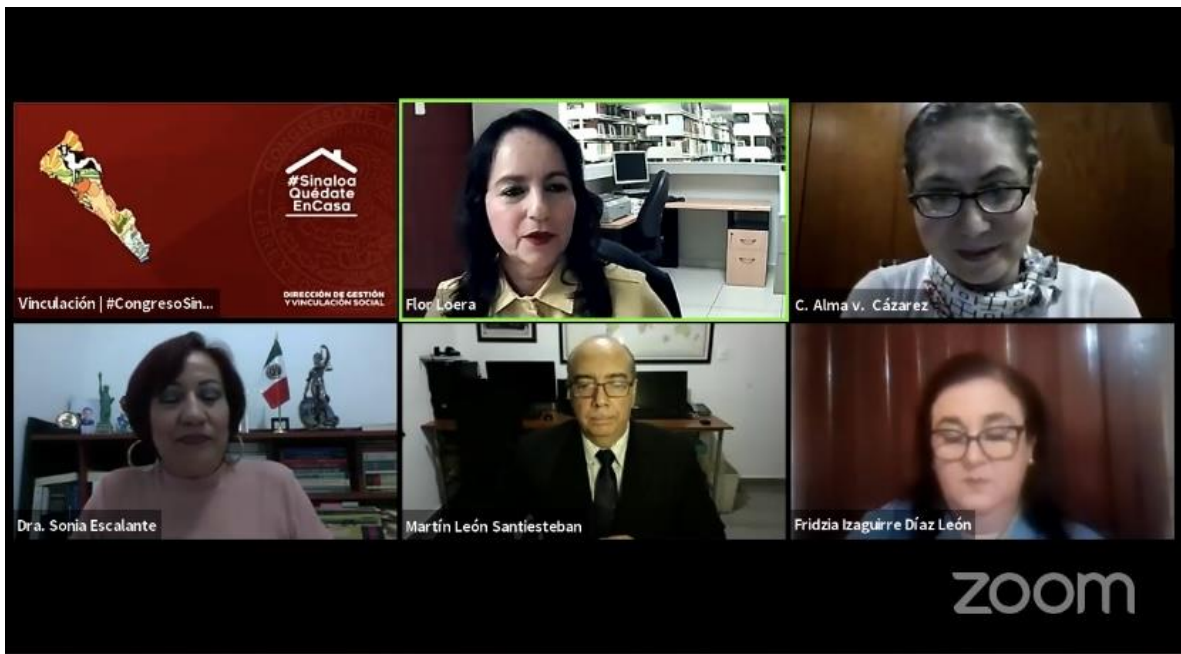 #Sinaloa
Quédate
EnCasa
DIRECCIÓN DE GESTIÓN
Y VINCULACIÓN SOCIAL
Vinculación | #CongresoSin...
Flor Loera
C. Alma v. Cázarez
Dra. Sonia Escalante
Martín León Santiesteban
Fridzia Izaguirre Díaz León
zoom